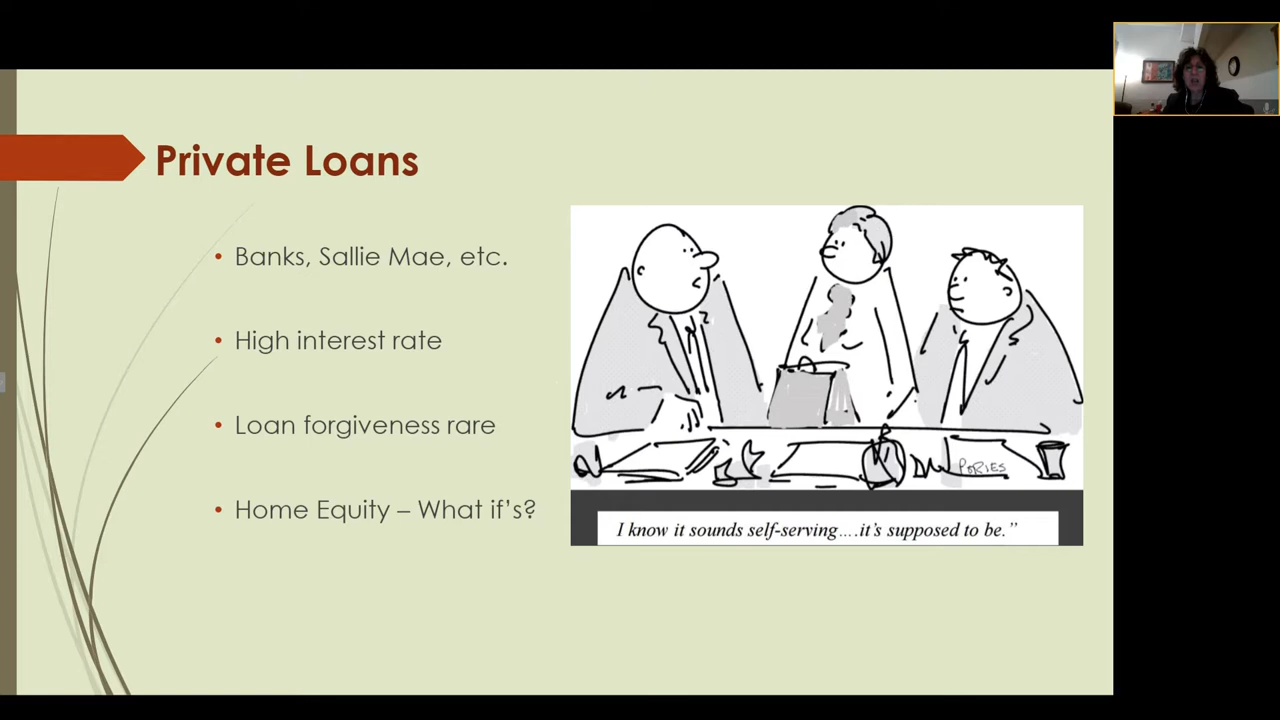 Private Loans
• Banks, Sallie Mae, etc.
• High interest rate
• Loan forgiveness rare
• Home Equity – What if's?
PORIES
I know it sounds self-serving….it's supposed to be.”